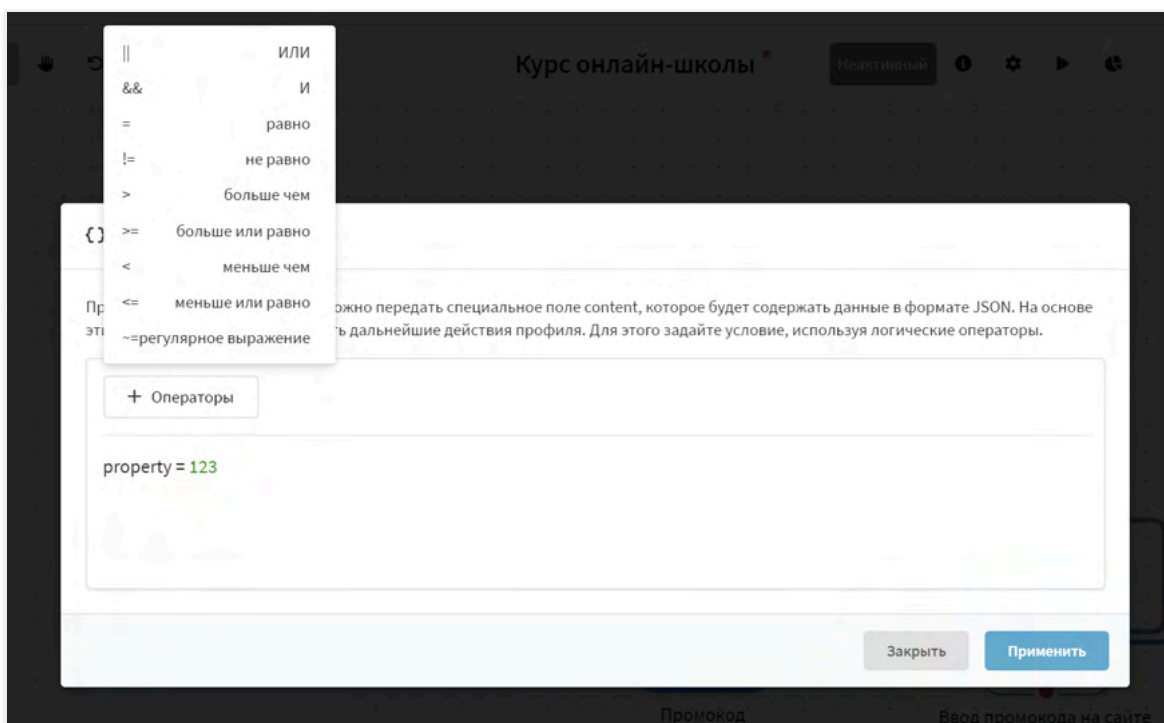 || ИЛИ
&& И
= равно
!= не равно
> больше чем
>= больше или равно
< меньше чем
<= меньше или равно
~=регулярное выражение
Курс онлайн-школы *
Неактивный
{}
Пр ожно передать специальное поле content, которое будет содержать данные в формате JSON. На основе
эти ть дальнейшие действия профиля. Для этого задайте условие, используя логические операторы.
+ Операторы
property = 123
Закрыть
Применить
Промокод
Ввод промокода на сайте